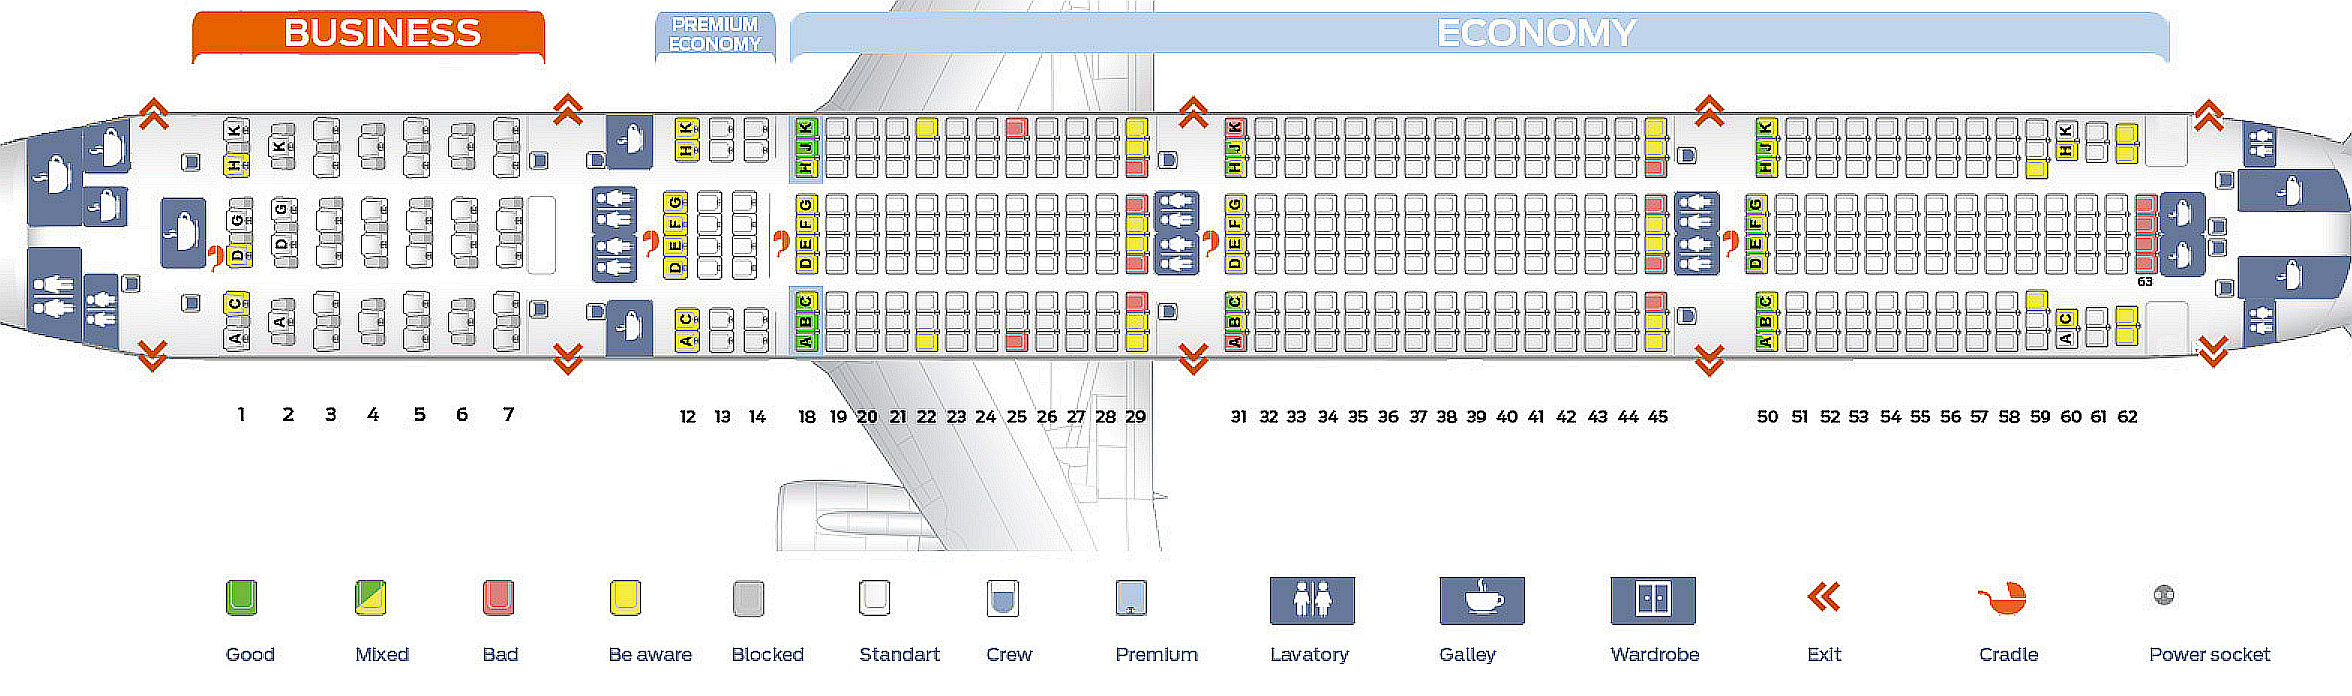 BUSINESS
PREMIUM
ECONOMY
ECONOMY
K K K K J K K J K K J K K
H H H H H H
G G G G G G
D D F E D F E D F E D F E D
C C C C C C
A A A B A B A B A A
63
1 2 3 4 5 6 7 12 13 14 18 19 20 21 22 23 24 25 26 27 28 29 31 32 33 34 35 36 37 38 39 40 41 42 43 44 45 50 51 52 53 54 55 56 57 58 59 60 61 62
Good Mixed Bad Be aware Blocked Standart Crew Premium Lavatory Galley Wardrobe Exit Cradle Power socket